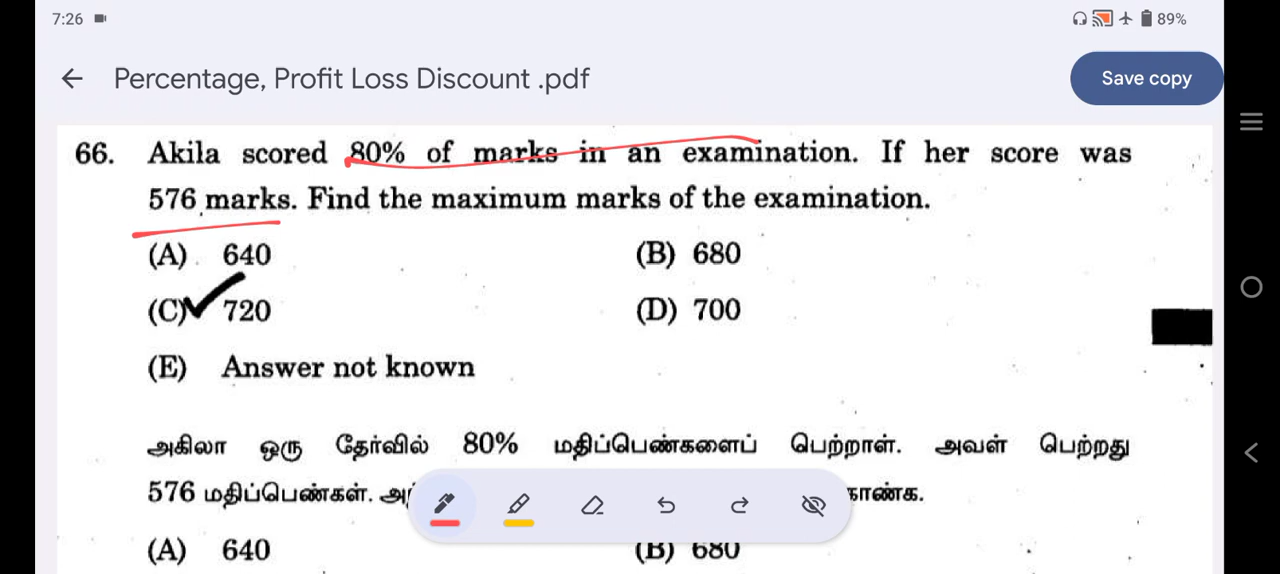 7:26
89%
Percentage, Profit Loss Discount .pdf
Save copy
66. Akila scored 80% of marks in an examination. If her score was
576 marks. Find the maximum marks of the examination.
(A) 640 (B) 680
(C) 720 (D) 700
(E) Answer not known
அகிலா ஒரு தேர்வில் 80% மதிப்பெண்களைப் பெற்றாள். அவள் பெற்றது
576 மதிப்பெண்கள். காண்க.
(A) 640 (B) 680